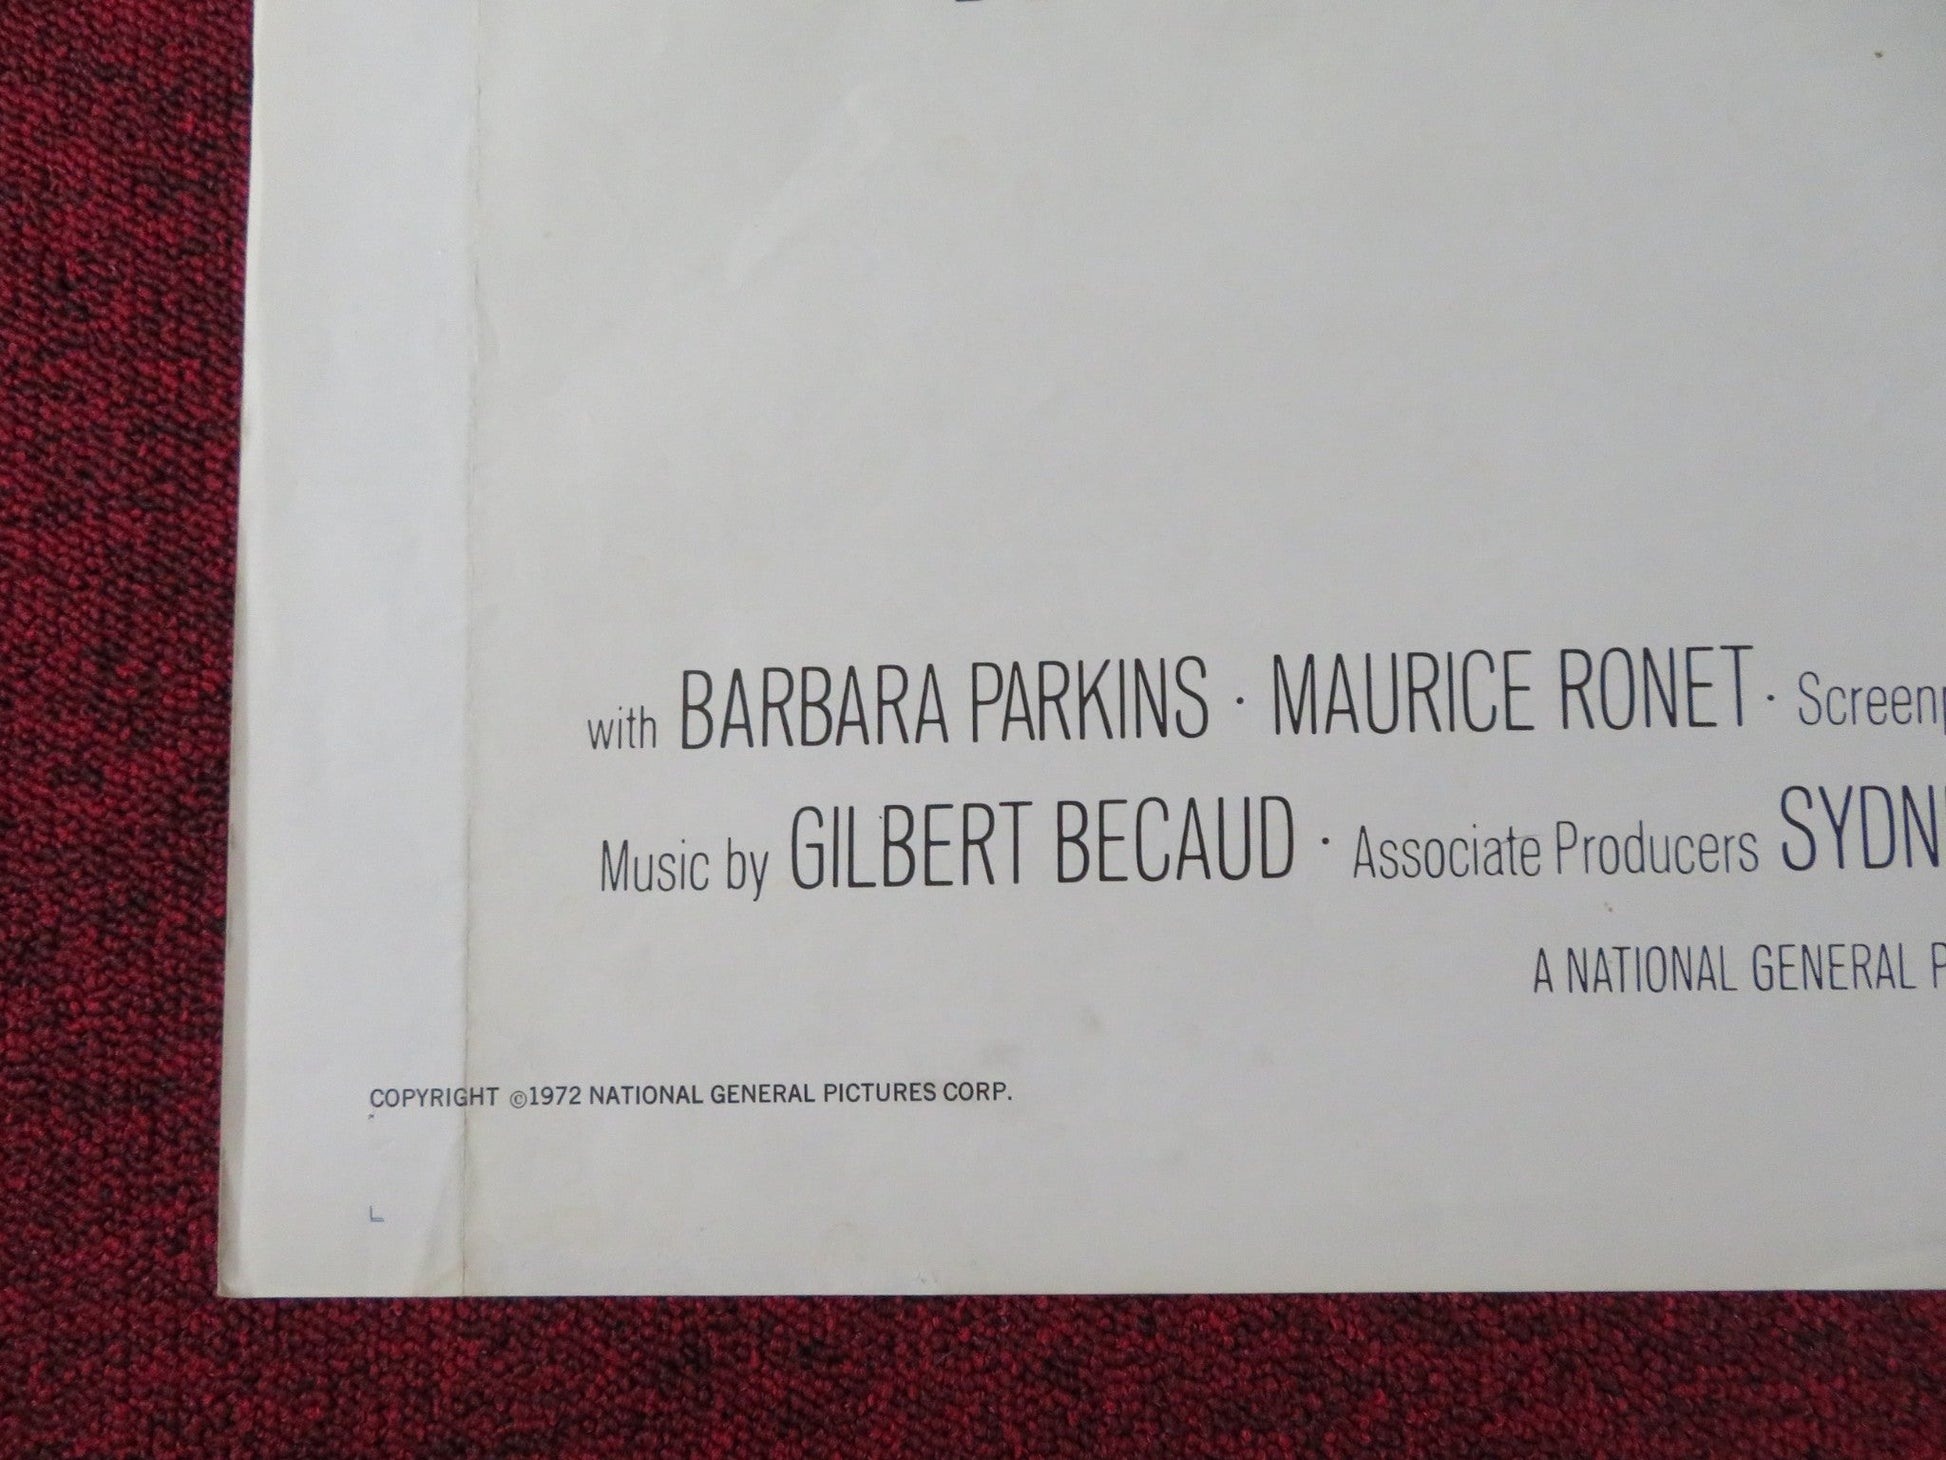 with BARBARA PARKINS · MAURICE RONET · Screenp
Music by GILBERT BECAUD · Associate Producers SYDN
A NATIONAL GENERAL P
COPYRIGHT ©1972 NATIONAL GENERAL PICTURES CORP.